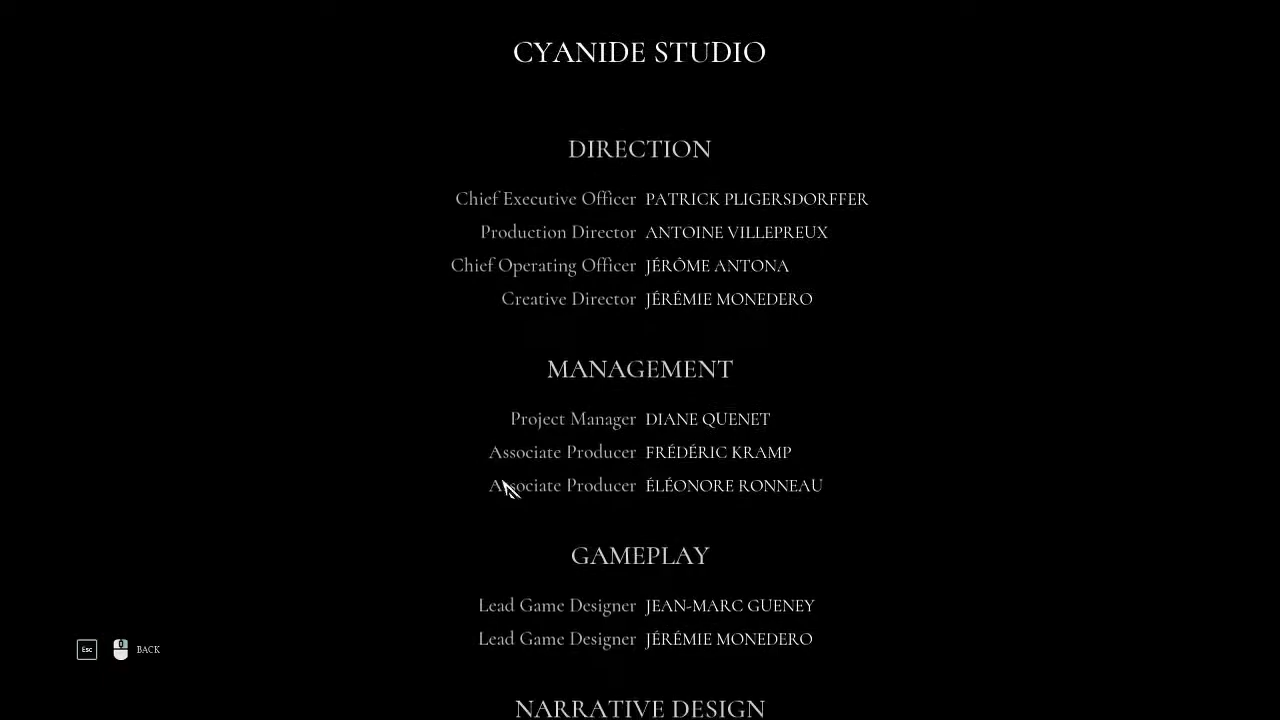 CYANIDE STUDIO
DIRECTION
Chief Executive Officer PATRICK PLIGERSDORFFER
Production Director ANTOINE VILLEPREUX
Chief Operating Officer JÉRÔME ANTONA
Creative Director JÉRÉMIE MONEDERO
MANAGEMENT
Project Manager DIANE QUENET
Associate Producer FRÉDÉRIC KRAMP
Associate Producer ÉLÉONORE RONNEAU
GAMEPLAY
Lead Game Designer JEAN-MARC GUENEY
Lead Game Designer JÉRÉMIE MONEDERO
Esc BACK
NARRATIVE DESIGN